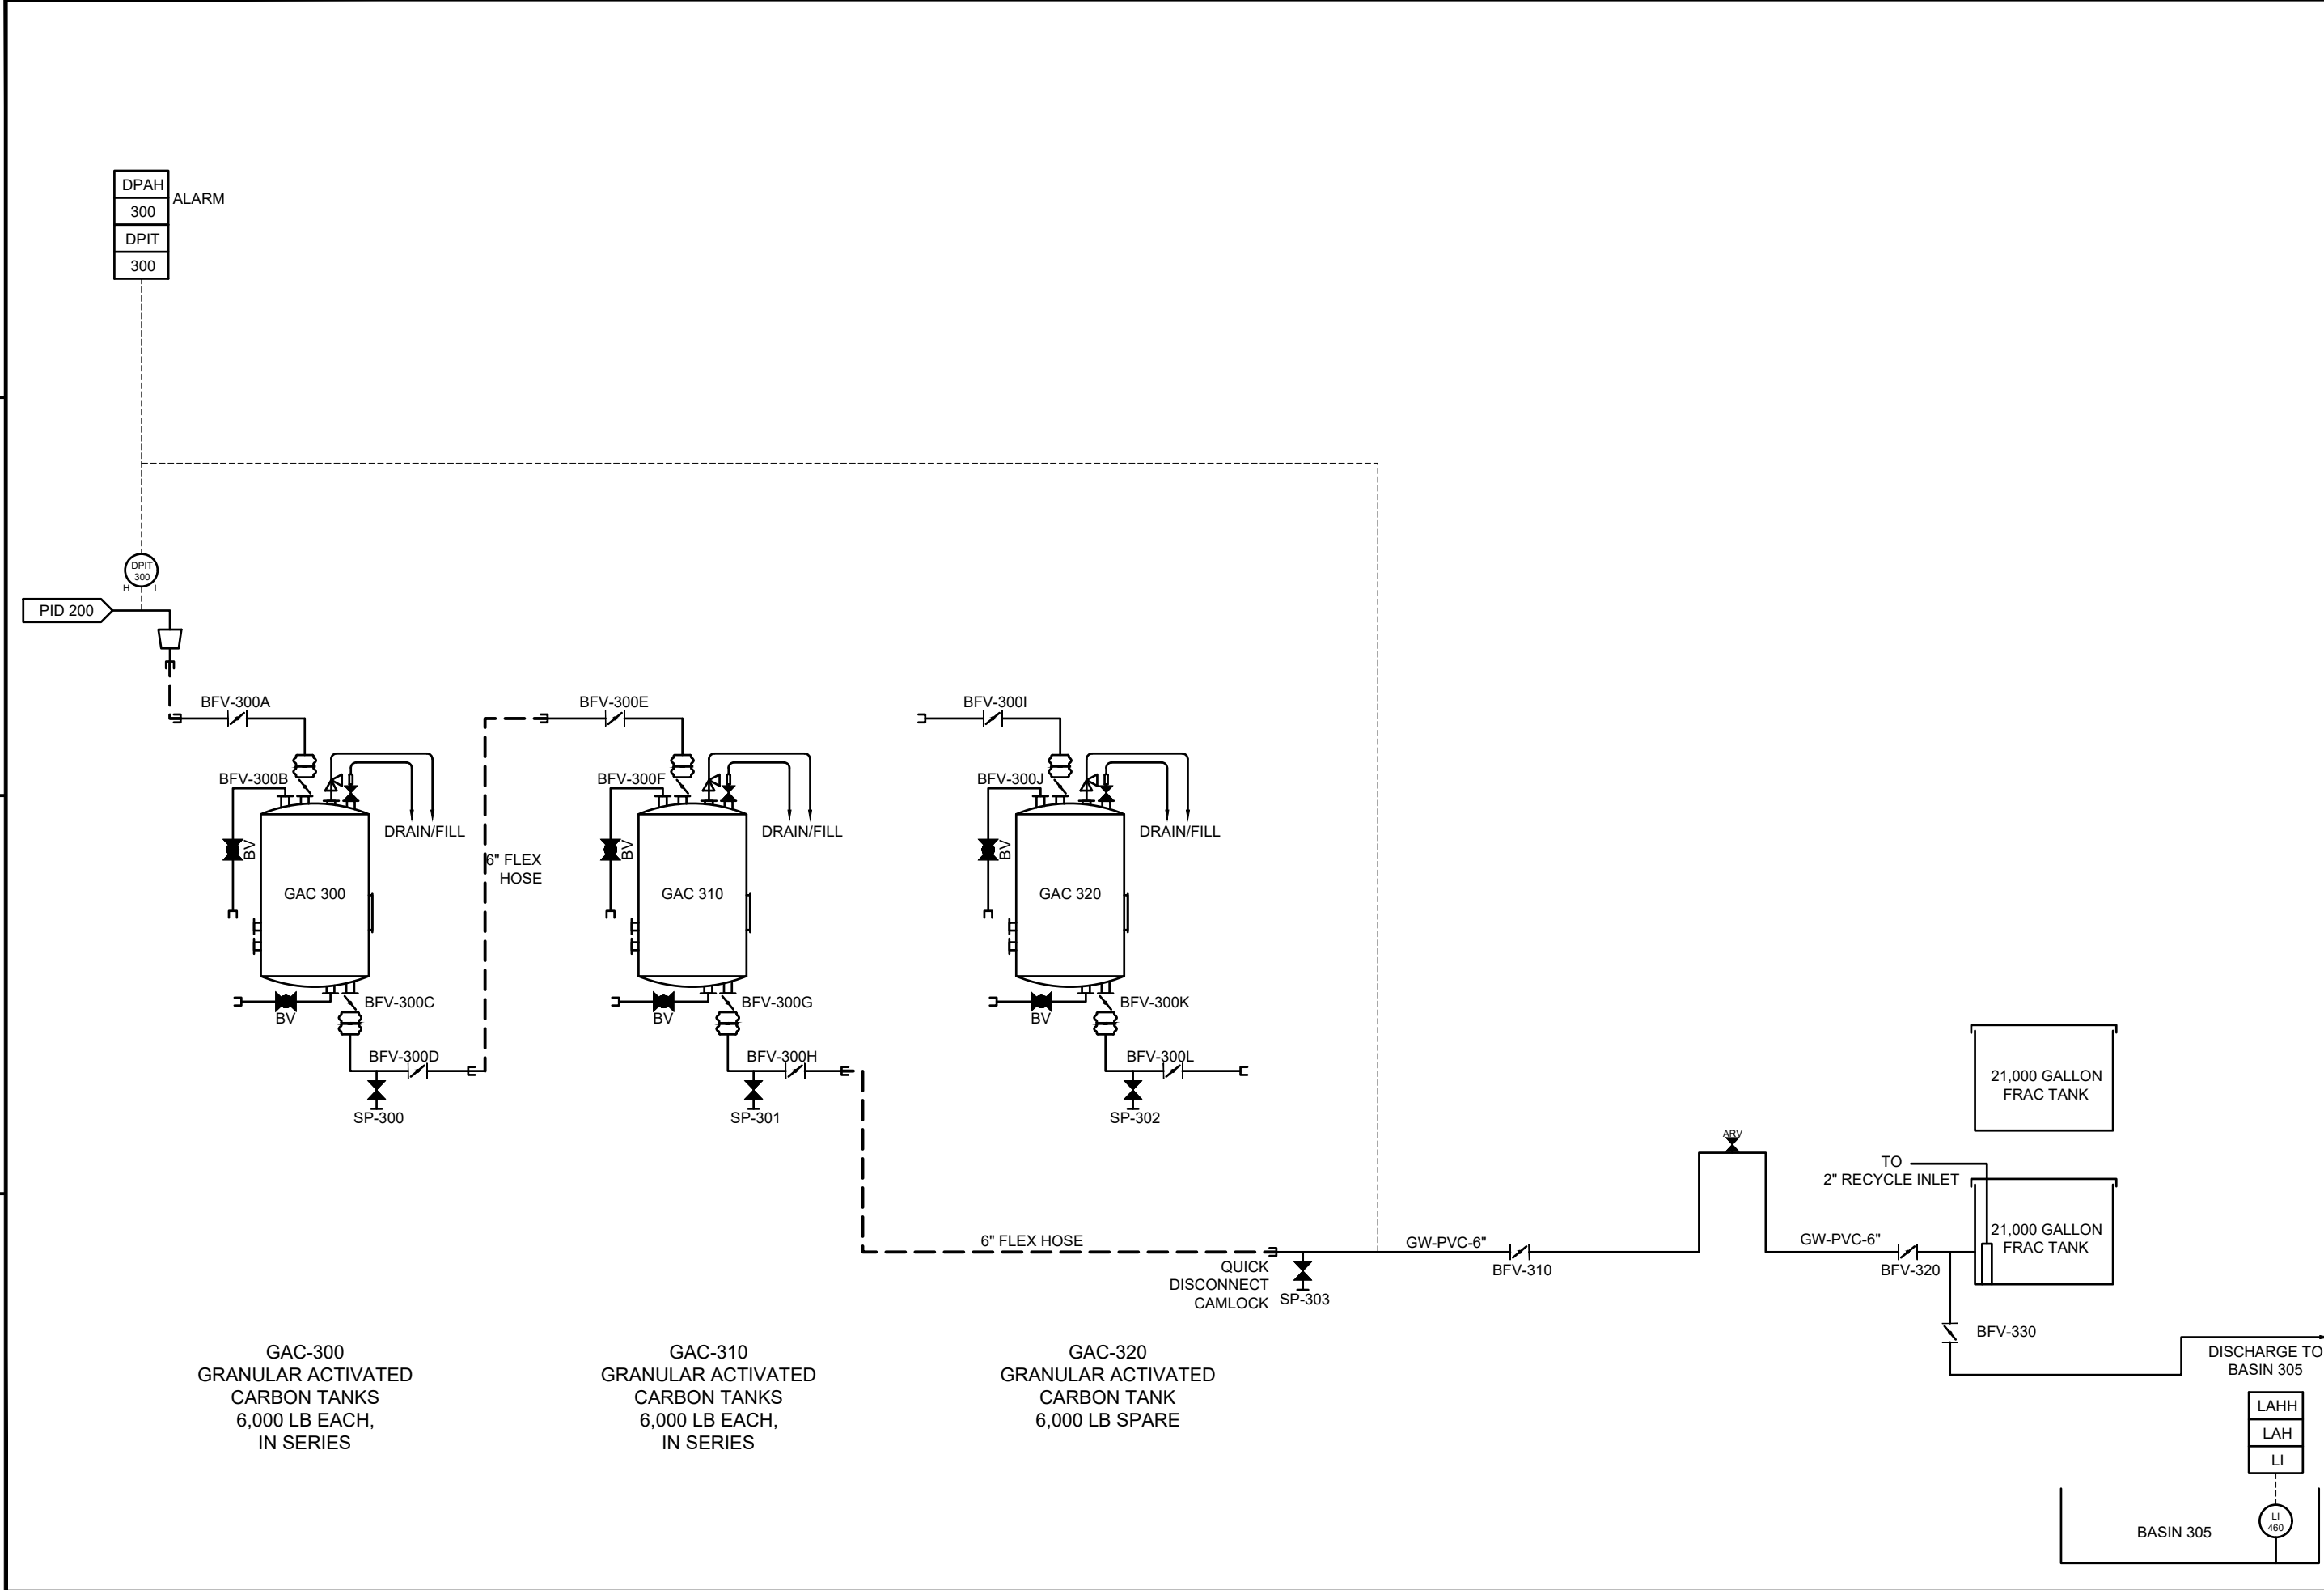 DPAH
300
DPIT
300
ALARM
DPIT
300
H L
PID 200
BFV-300A
BFV-300E
BFV-300I
BFV-300B
BFV-300F
BFV-300J
DRAIN/FILL
DRAIN/FILL
DRAIN/FILL
BV
BV
BV
6" FLEX
HOSE
GAC 300
GAC 310
GAC 320
BFV-300C
BFV-300G
BFV-300K
BV
BV
BV
BFV-300D
BFV-300H
BFV-300L
SP-300
SP-301
SP-302
21,000 GALLON
FRAC TANK
ARV
TO
2" RECYCLE INLET
21,000 GALLON
FRAC TANK
6" FLEX HOSE
GW-PVC-6"
GW-PVC-6"
QUICK
DISCONNECT
CAMLOCK
SP-303
BFV-310
BFV-320
BFV-330
DISCHARGE TO
BASIN 305
GAC-300
GRANULAR ACTIVATED
CARBON TANKS
6,000 LB EACH,
IN SERIES
GAC-310
GRANULAR ACTIVATED
CARBON TANKS
6,000 LB EACH,
IN SERIES
GAC-320
GRANULAR ACTIVATED
CARBON TANK
6,000 LB SPARE
LAHH
LAH
LI
LI
460
BASIN 305